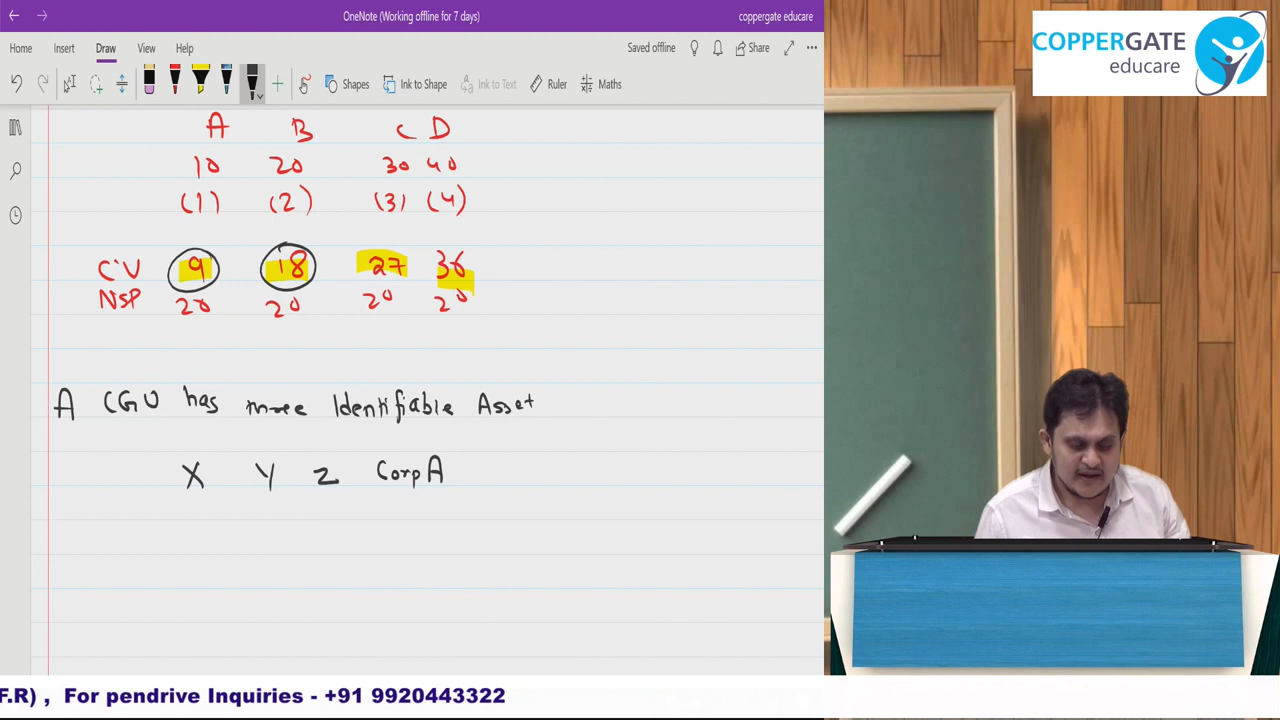 OneNote (Working offline for 7 days)
coppergate educare
Home Insert Draw View Help
Saved offline Share
Shapes Ink to Shape Ink to Text Ruler Maths
COPPERGATE
educare
A B C D
10 20 30 40
(1) (2) (3) (4)
CV 9 18 27 36
NSP 20 20 20 20
A CGU has three Identifiable Asset
X Y Z Corp A
F.R) , For pendrive Inquiries - +91 9920443322